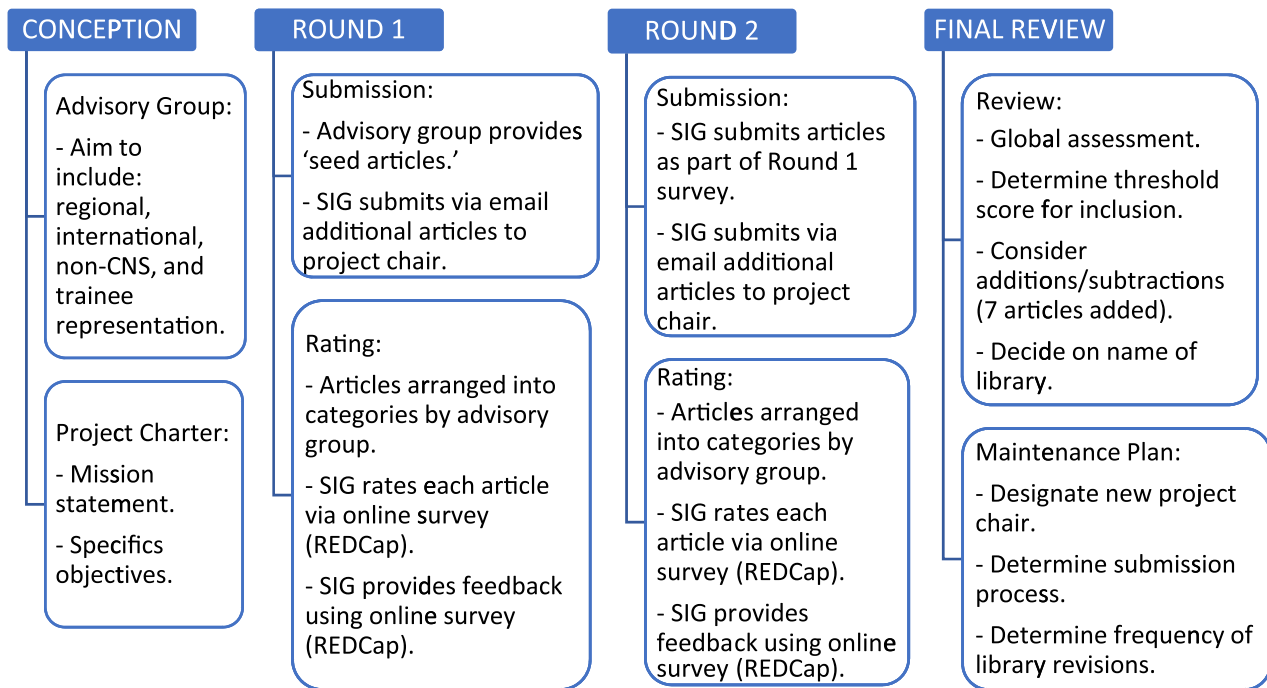 CONCEPTION
Advisory Group:
- Aim to
include:
regional,
international,
non-CNS, and
trainee
representation.
Project Charter:
- Mission
statement.
- Specifics
objectives.
ROUND 1
Submission:
- Advisory group provides
‘seed articles.’
- SIG submits via email
additional articles to
project chair.
Rating:
- Articles arranged into
categories by advisory
group.
- SIG rates each article
via online survey
(REDCap).
- SIG provides feedback
using online survey
(REDCap).
ROUND 2
Submission:
- SIG submits articles
as part of Round 1
survey.
- SIG submits via
email additional
articles to project
chair.
Rating:
- Articles arranged
into categories by
advisory group.
- SIG rates each
article via online
survey (REDCap).
- SIG provides
feedback using online
survey (REDCap).
FINAL REVIEW
Review:
- Global assessment.
- Determine threshold
score for inclusion.
- Consider
additions/subtractions
(7 articles added).
- Decide on name of
library.
Maintenance Plan:
- Designate new project
chair.
- Determine submission
process.
- Determine frequency of
library revisions.